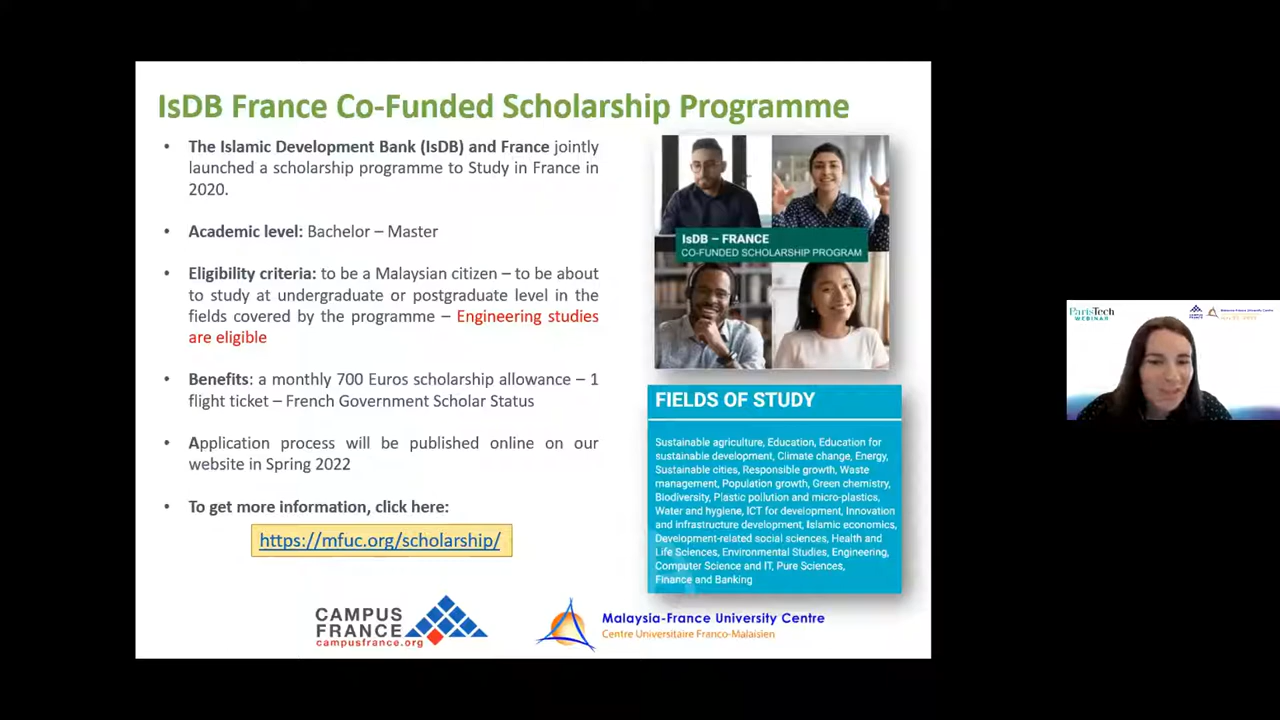 IsDB France Co-Funded Scholarship Programme
• The Islamic Development Bank (IsDB) and France jointly
launched a scholarship programme to Study in France in
2020.
• Academic level: Bachelor – Master
• Eligibility criteria: to be a Malaysian citizen – to be about
to study at undergraduate or postgraduate level in the
fields covered by the programme – Engineering studies
are eligible
• Benefits: a monthly 700 Euros scholarship allowance – 1
flight ticket – French Government Scholar Status
• Application process will be published online on our
website in Spring 2022
• To get more information, click here:
https://mfuc.org/scholarship/
IsDB – FRANCE
CO-FUNDED SCHOLARSHIP PROGRAM
FIELDS OF STUDY
Sustainable agriculture, Education, Education for
sustainable development, Climate change, Energy,
Sustainable cities, Responsible growth, Waste
management, Population growth, Green chemistry,
Biodiversity, Plastic pollution and micro-plastics,
Water and hygiene, ICT for development, Innovation
and infrastructure development, Islamic economics,
Development-related social sciences, Health and
Life Sciences, Environmental Studies, Engineering,
Computer Science and IT, Pure Sciences,
Finance and Banking
CAMPUS
FRANCE
campusfrance.org
Malaysia-France University Centre
Centre Universitaire Franco-Malaisien
ParisTech
WEBINAR